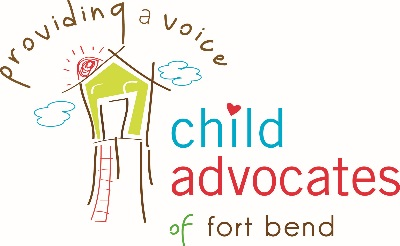 providing a voice
child
advocates
of fort bend